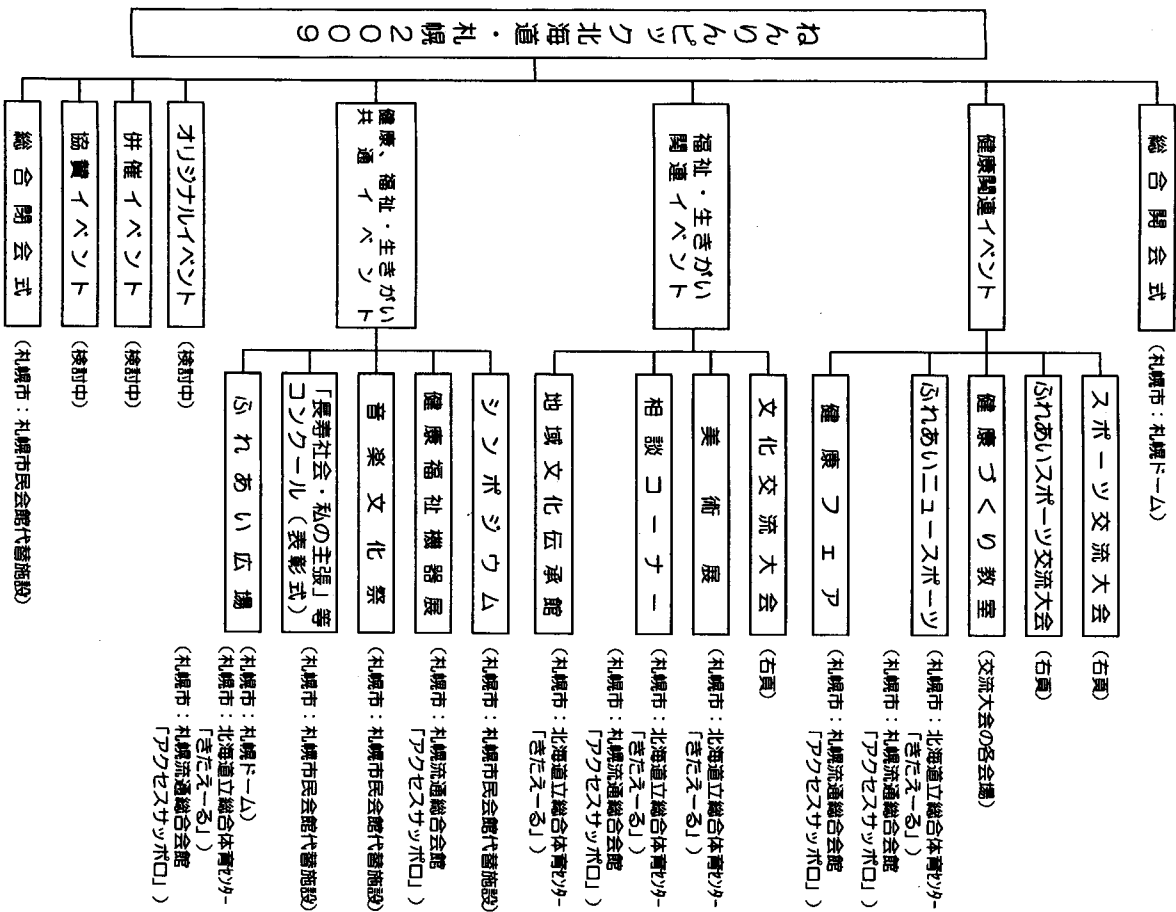 ねんりんピック北海道・札幌2009
総合開会式
（札幌市：札幌ドーム）
健康関連イベント
スポーツ交流大会
（右頁）
ふれあいスポーツ交流大会
（右頁）
健康づくり教室
（交流大会の各会場）
ふれあいニュースポーツ
（札幌市：北海道立総合体育センター
「きたえーる」）
（札幌市：札幌流通総合会館
「アクセスサッポロ」）
健康フェア
（札幌市：札幌流通総合会館
「アクセスサッポロ」）
福祉・生きがい
関連イベント
文化交流大会
（右頁）
美術展
（札幌市：北海道立総合体育センター
「きたえーる」）
相談コーナー
（札幌市：北海道立総合体育センター
「きたえーる」）
（札幌市：札幌流通総合会館
「アクセスサッポロ」）
地域文化伝承館
（札幌市：北海道立総合体育センター
「きたえーる」）
健康、福祉・生きがい
共通イベント
シンポジウム
（札幌市：札幌市民会館代替施設）
健康福祉機器展
（札幌市：札幌流通総合会館
「アクセスサッポロ」）
音楽文化祭
（札幌市：札幌市民会館代替施設）
「長寿社会・私の主張」等
コンクール（表彰式）
（札幌市：札幌市民会館代替施設）
ふれあい広場
（札幌市：札幌ドーム）
（札幌市：北海道立総合体育センター
「きたえーる」）
（札幌市：札幌流通総合会館
「アクセスサッポロ」）
オリジナルイベント
（検討中）
併催イベント
（検討中）
協賛イベント
（検討中）
総合閉会式
（札幌市：札幌市民会館代替施設）